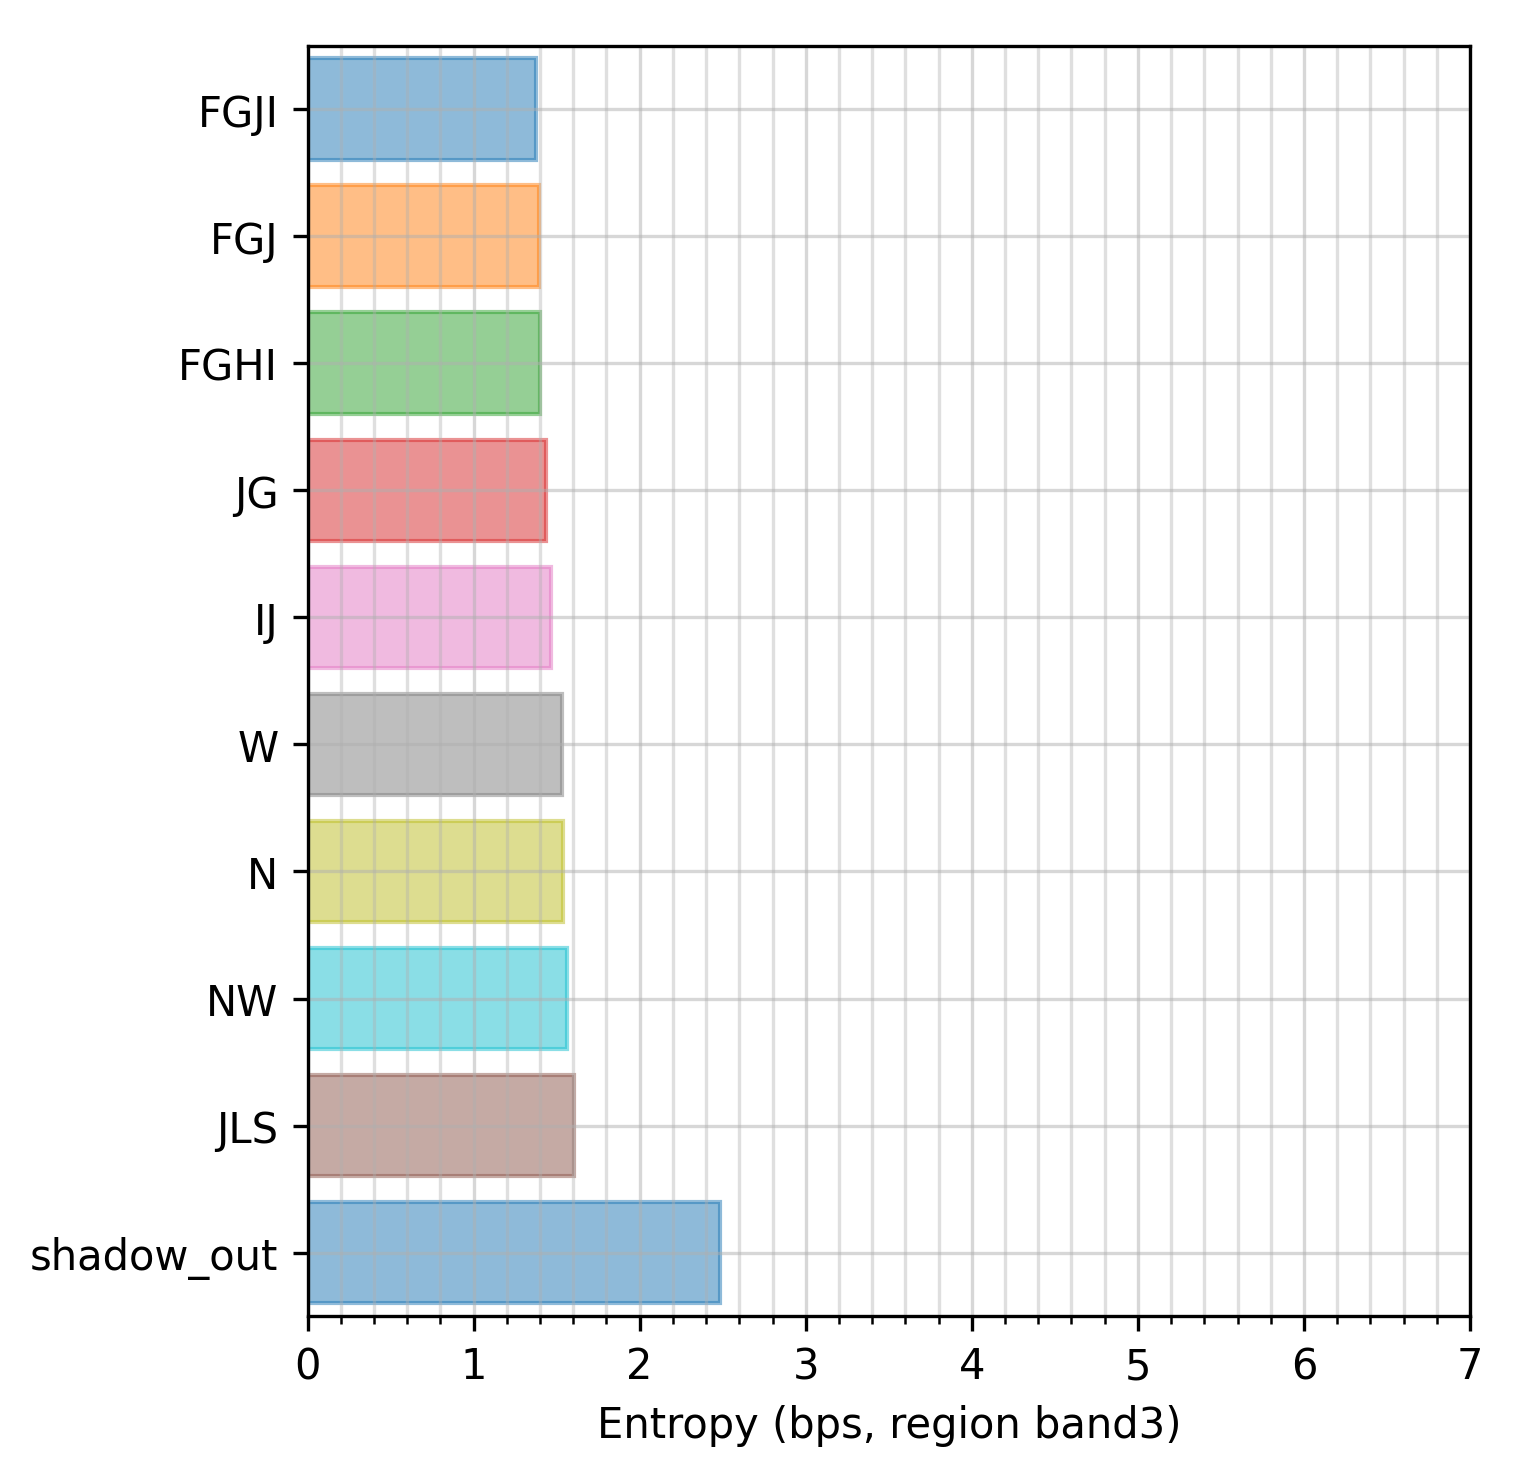 FGJI
FGJ
FGHI
JG
IJ
W
N
NW
JLS
shadow_out
0 1 2 3 4 5 6 7
Entropy (bps, region band3)